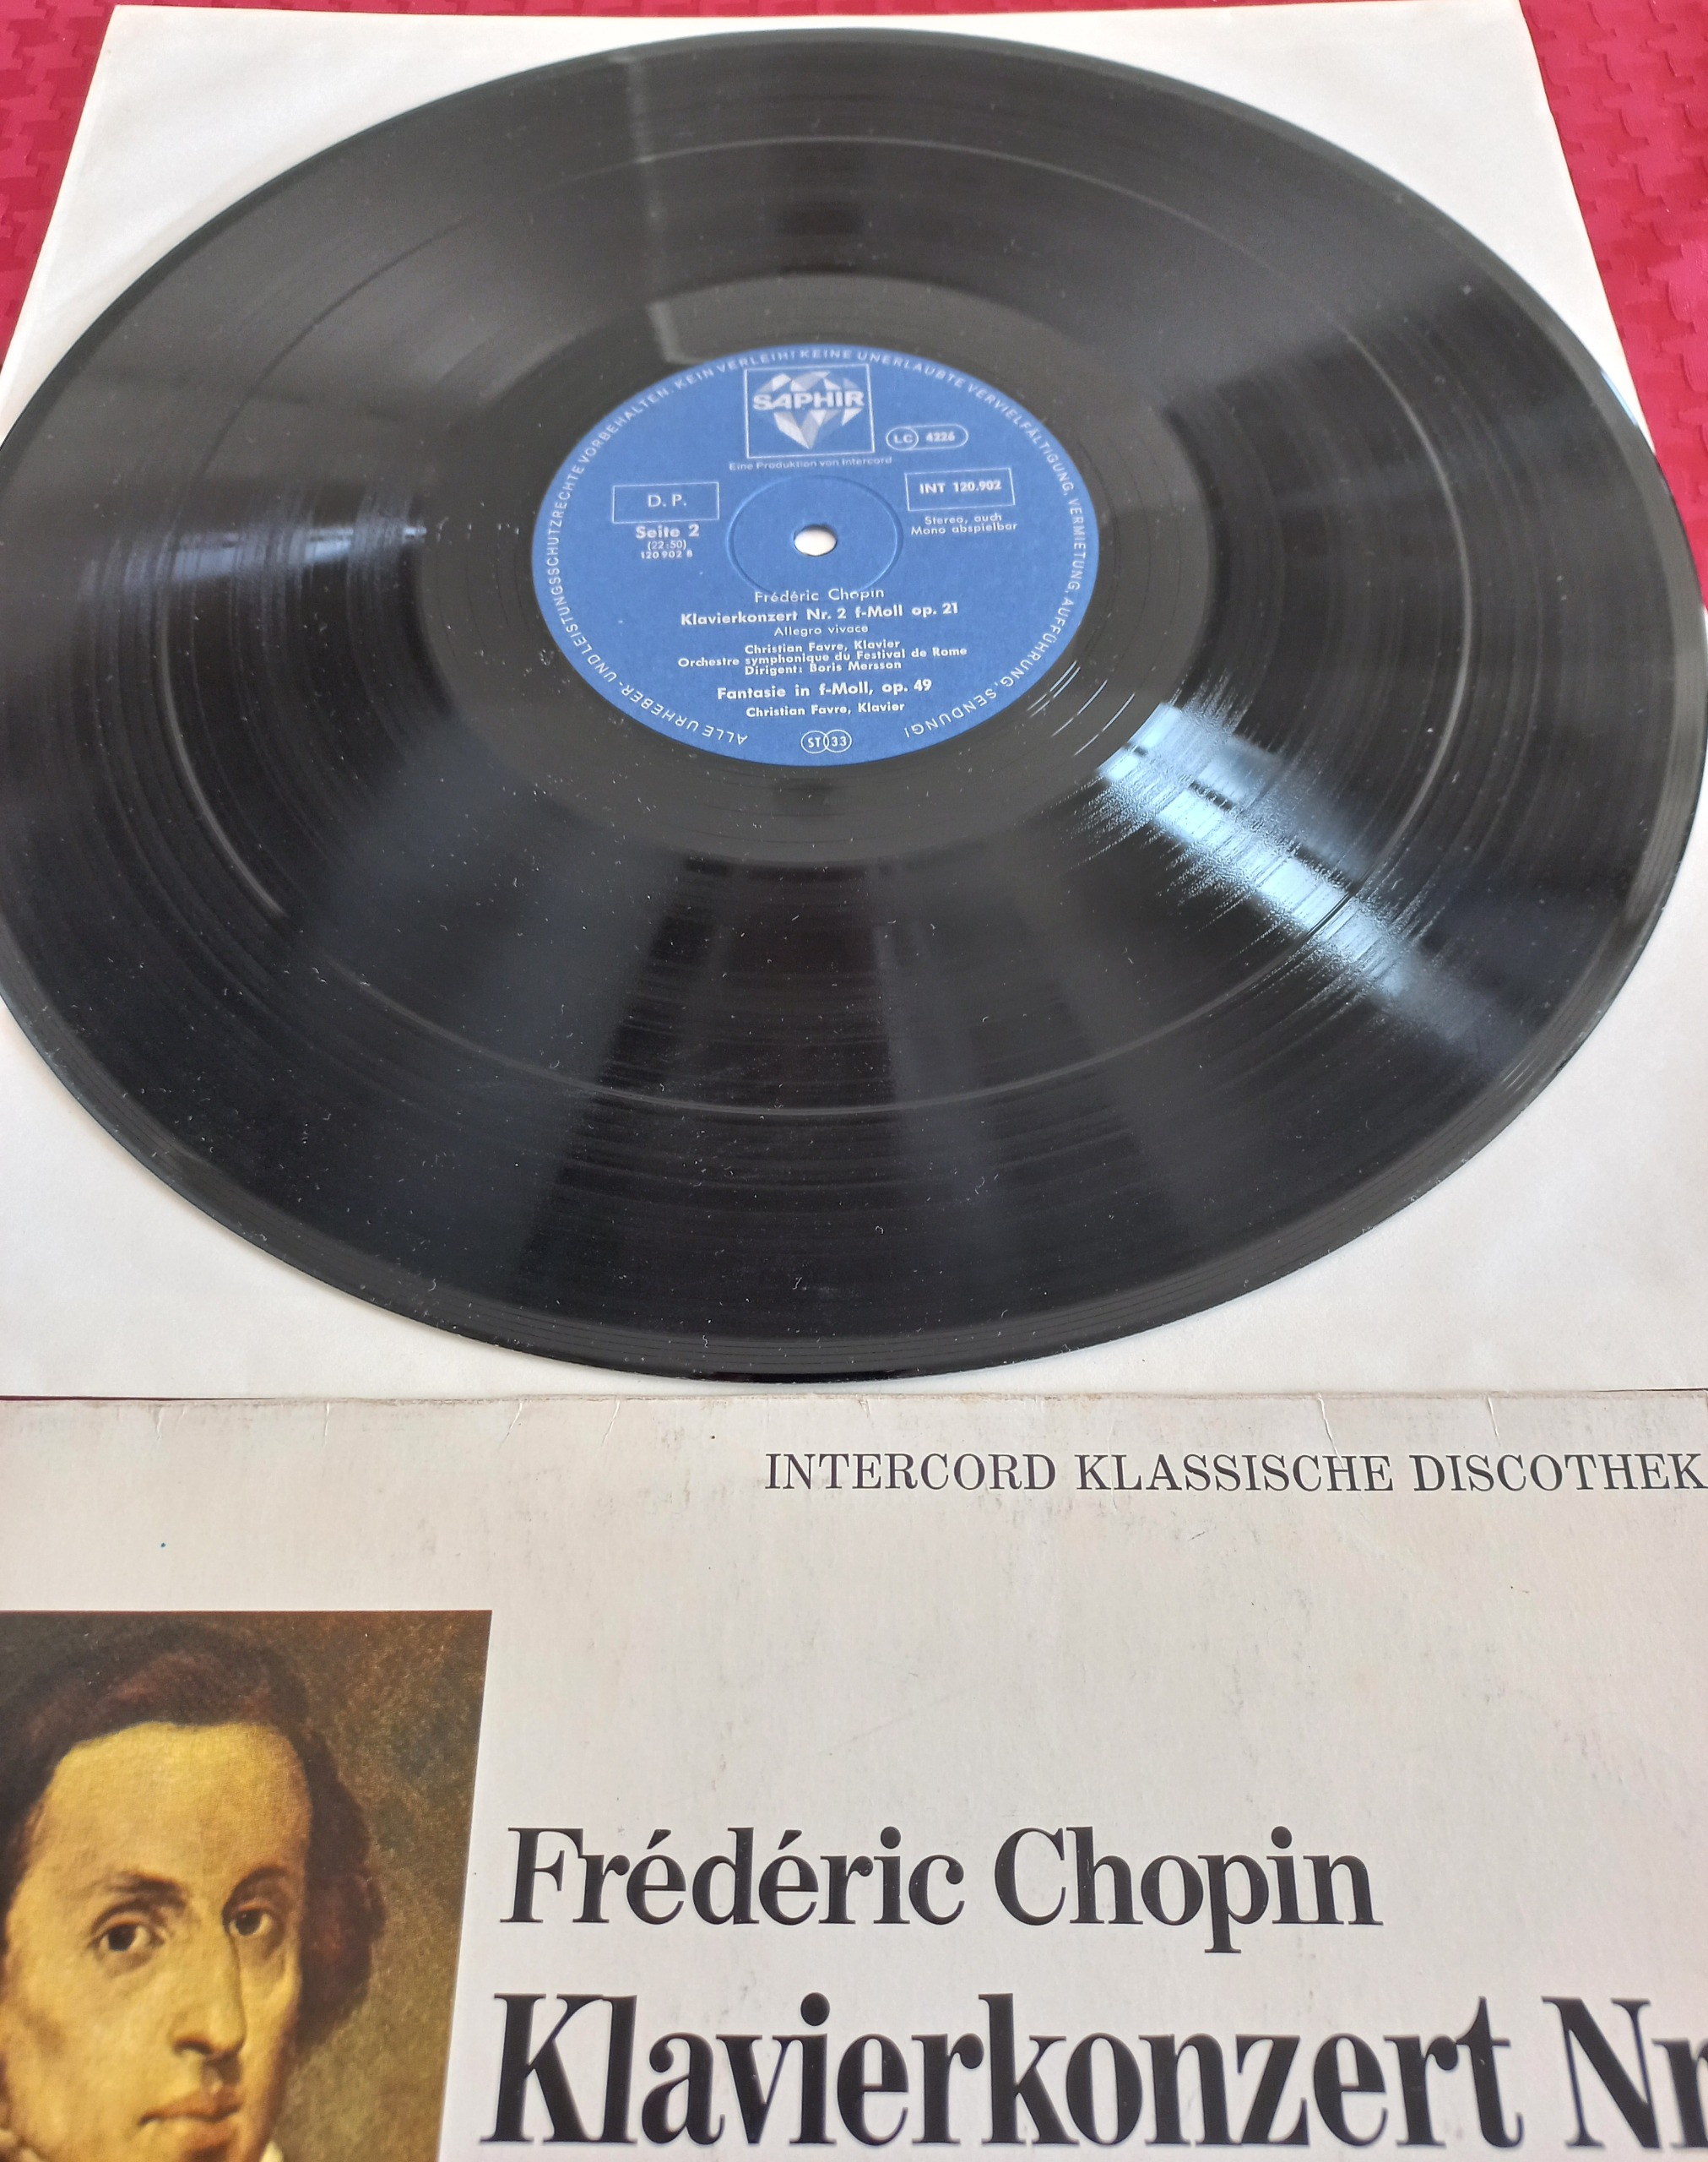 ALLE URHEBER- UND LEISTUNGSSCHUTZRECHTE VORBEHALTEN. KEIN VERLEIH! KEINE UNERLAUBTE VERVIELFÄLTIGUNG, VERMIETUNG, AUFFÜHRUNG, SENDUNG!
SAPHIR
LC 4226
Eine Produktion von Intercord
D. P.
INT 120.902
Seite 2
(22:50)
120 902 B
Stereo, auch
Mono abspielbar
Frédéric Chopin
Klavierkonzert Nr. 2 f-Moll op. 21
Allegro vivace
Christian Favre, Klavier
Orchestre symphonique du Festival de Rome
Dirigent: Boris Mersson
Fantasie in f-Moll, op. 49
Christian Favre, Klavier
ST 33
INTERCORD KLASSISCHE DISCOTHEK
Frédéric Chopin
Klavierkonzert Nr